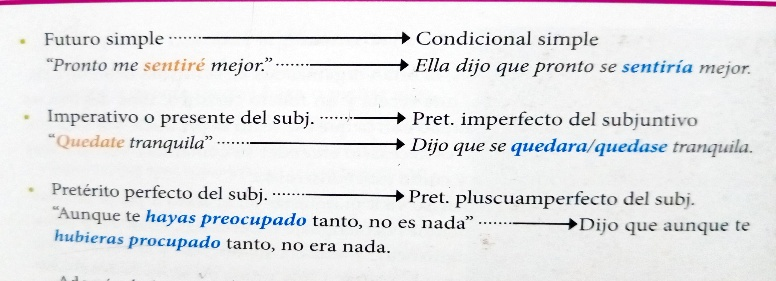 • Futuro simple ······⟶ Condicional simple
"Pronto me sentiré mejor." ······⟶ Ella dijo que pronto se sentiría mejor.
• Imperativo o presente del subj. ······⟶ Pret. imperfecto del subjuntivo
"Quedate tranquila" ······⟶ Dijo que se quedara/quedase tranquila.
• Pretérito perfecto del subj. ······⟶ Pret. pluscuamperfecto del subj.
"Aunque te hayas preocupado tanto, no es nada" ······⟶ Dijo que aunque te
hubieras procupado tanto, no era nada.